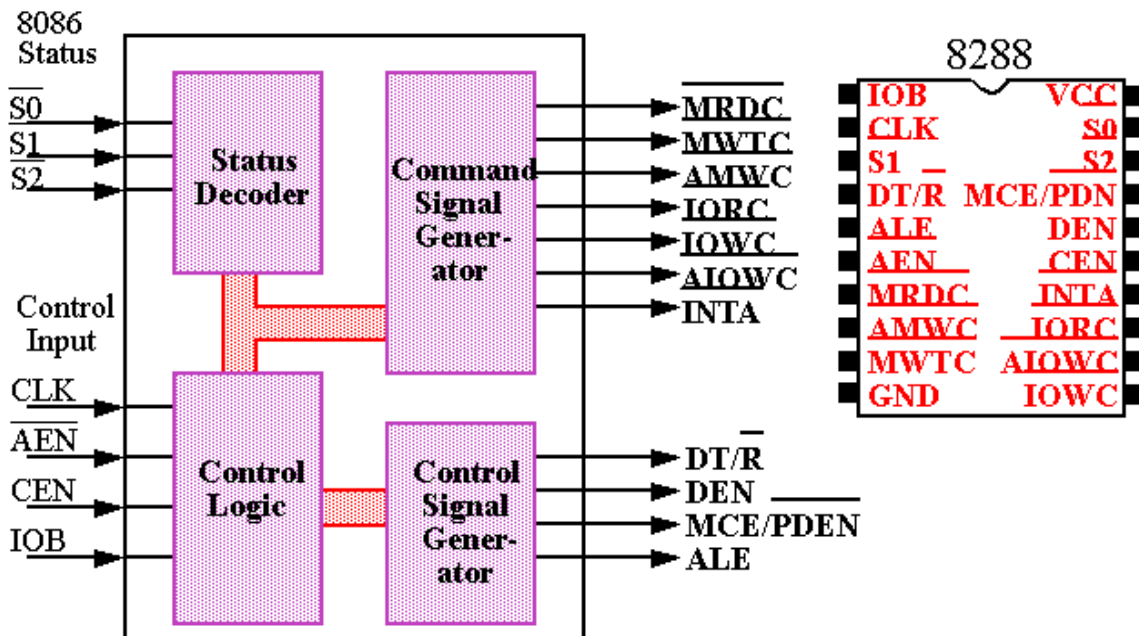 8086
Status
S0
S1
S2
Status
Decoder
Command
Signal
Gener-
ator
MRDC
MWTC
AMWC
IORC
IOWC
AIOWC
INTA
Control
Input
CLK
AEN
CEN
IOB
Control
Logic
Control
Signal
Gener-
ator
DT/R
DEN
MCE/PDEN
ALE
8288
IOB VCC
CLK S0
S1 S2
DT/R MCE/PDN
ALE DEN
AEN CEN
MRDC INTA
AMWC IORC
MWTC AIOWC
GND IOWC